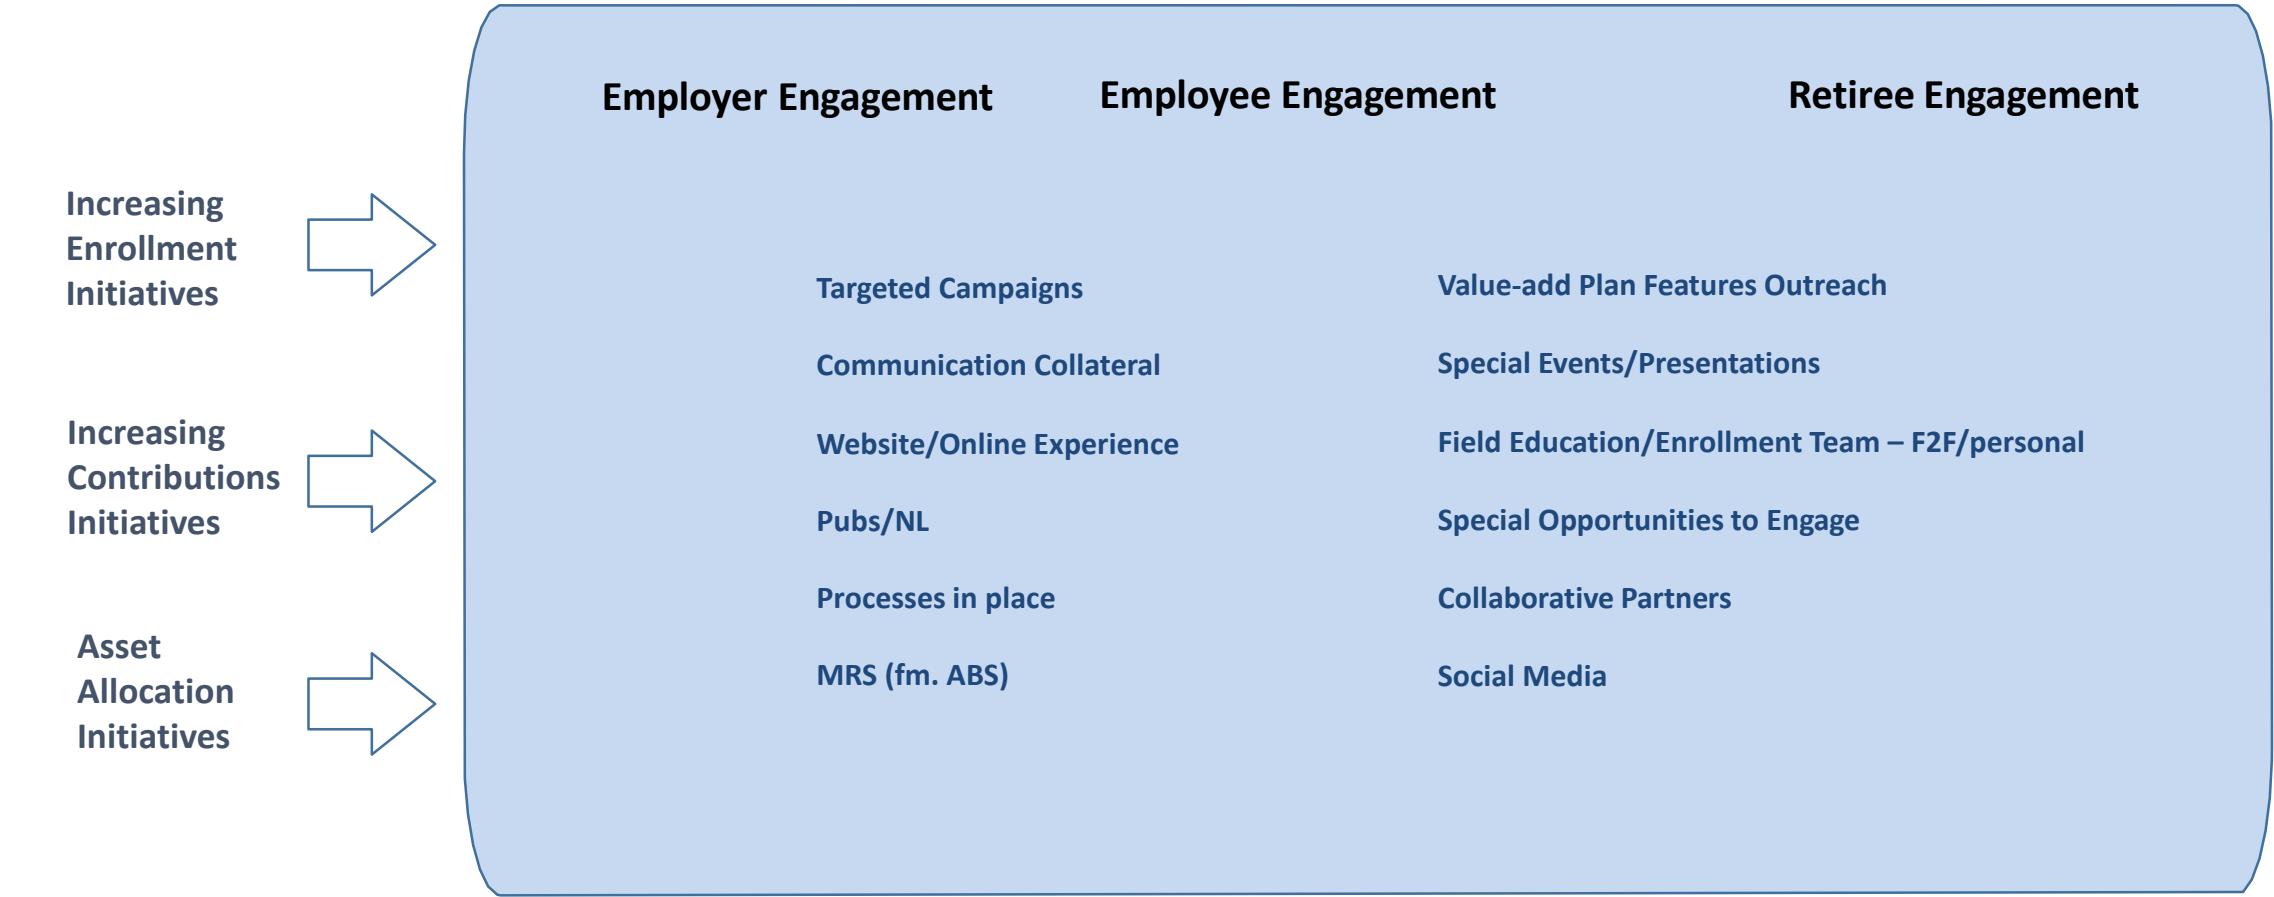 Employer Engagement
Employee Engagement
Retiree Engagement
Increasing
Enrollment
Initiatives
Increasing
Contributions
Initiatives
Asset
Allocation
Initiatives
Targeted Campaigns
Communication Collateral
Website/Online Experience
Pubs/NL
Processes in place
MRS (fm. ABS)
Value-add Plan Features Outreach
Special Events/Presentations
Field Education/Enrollment Team – F2F/personal
Special Opportunities to Engage
Collaborative Partners
Social Media